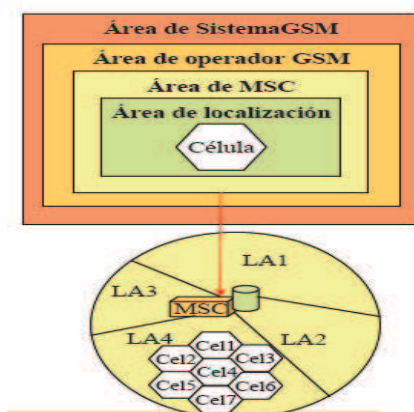 Área de SistemaGSM
Área de operador GSM
Área de MSC
Área de localización
Célula
LA1
LA3
MSC
LA4
LA2
Cel1
Cel2
Cel3
Cel4
Cel5
Cel6
Cel7